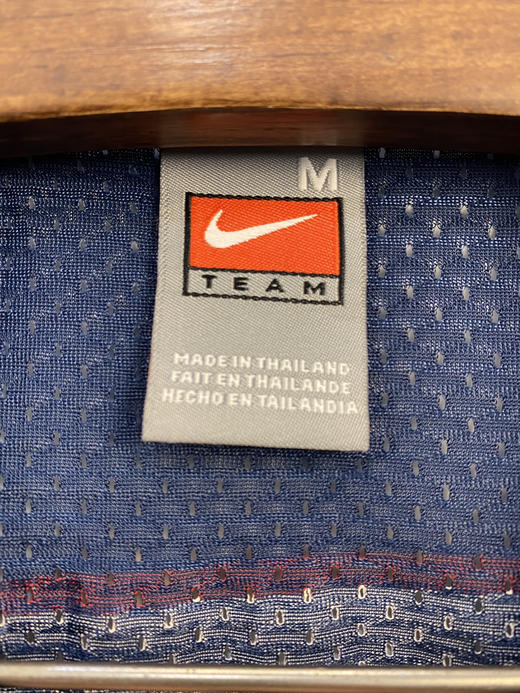 M
TEAM
MADE IN THAILAND
FAIT EN THAILANDE
HECHO EN TAILANDIA